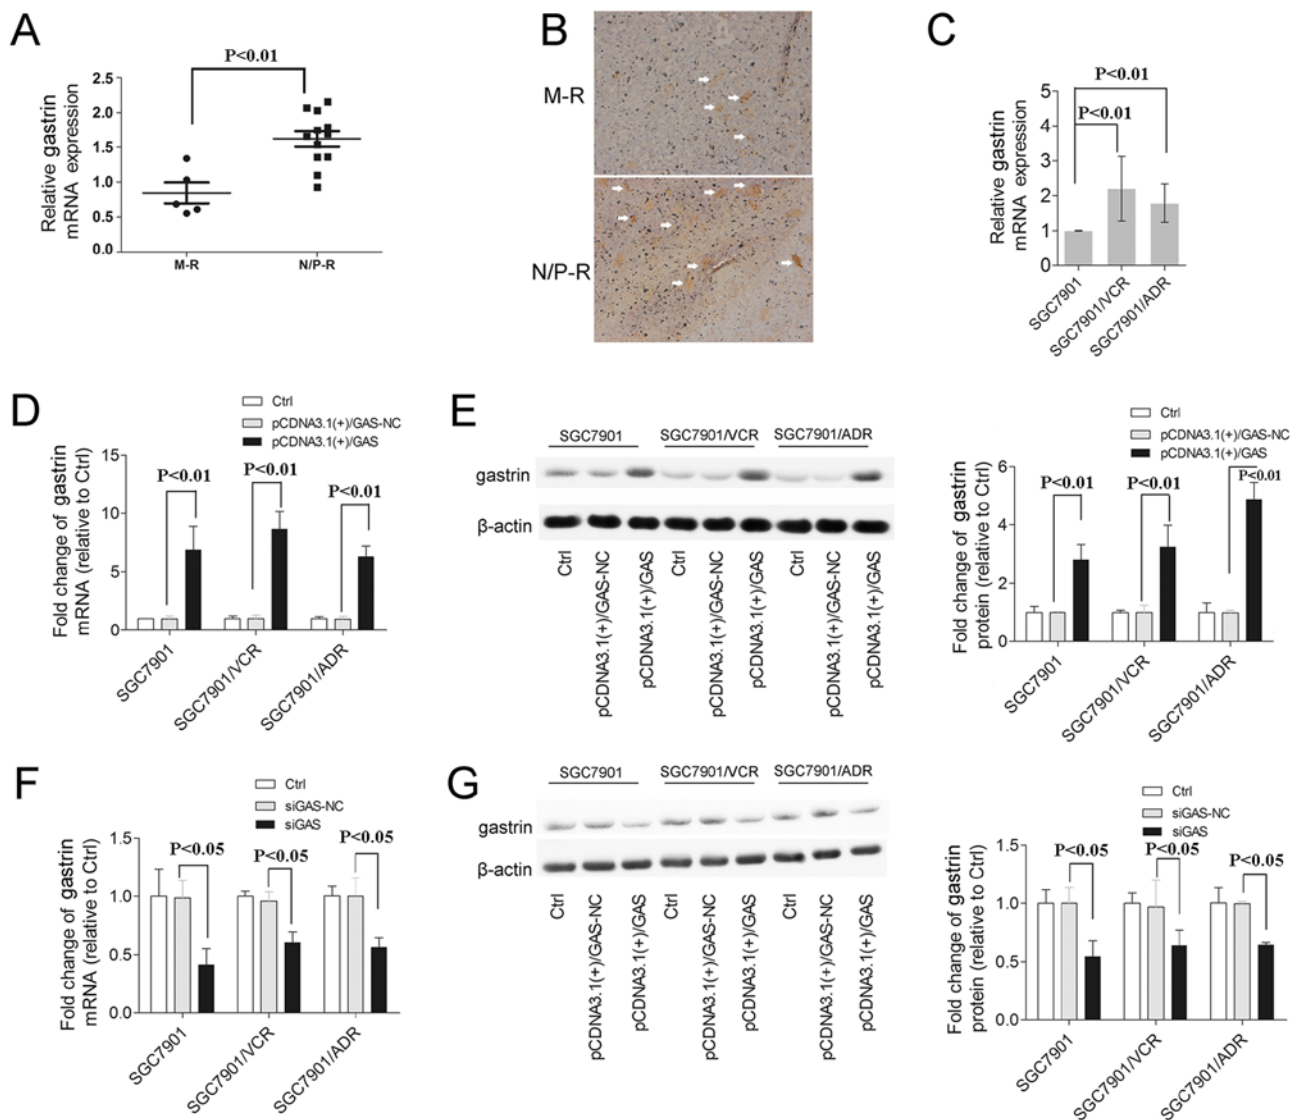 A
P<0.01
2.5
2.0
1.5
1.0
0.5
0.0
Relative gastrin
mRNA expression
M-R
N/P-R
B
M-R
N/P-R
C
P<0.01
P<0.01
5
4
3
2
1
0
Relative gastrin
mRNA expression
SGC7901
SGC7901/VCR
SGC7901/ADR
D
Ctrl
pCDNA3.1(+)/GAS-NC
pCDNA3.1(+)/GAS
15
10
5
0
Fold change of gastrin
mRNA (relative to Ctrl)
P<0.01
P<0.01
P<0.01
SGC7901
SGC7901/VCR
SGC7901/ADR
E
SGC7901
SGC7901/VCR
SGC7901/ADR
gastrin
β-actin
Ctrl
pCDNA3.1(+)/GAS-NC
pCDNA3.1(+)/GAS
Ctrl
pCDNA3.1(+)/GAS-NC
pCDNA3.1(+)/GAS
Ctrl
pCDNA3.1(+)/GAS-NC
pCDNA3.1(+)/GAS
Ctrl
pCDNA3.1(+)/GAS-NC
pCDNA3.1(+)/GAS
6
4
2
0
Fold change of gastrin
protein (relative to Ctrl)
P<0.01
P<0.01
P<0.01
SGC7901
SGC7901/VCR
SGC7901/ADR
F
Ctrl
siGAS-NC
siGAS
1.5
1.0
0.5
0.0
Fold change of gastrin
mRNA (relative to Ctrl)
P<0.05
P<0.05
P<0.05
SGC7901
SGC7901/VCR
SGC7901/ADR
G
SGC7901
SGC7901/VCR
SGC7901/ADR
gastrin
β-actin
Ctrl
pCDNA3.1(+)/GAS-NC
pCDNA3.1(+)/GAS
Ctrl
pCDNA3.1(+)/GAS-NC
pCDNA3.1(+)/GAS
Ctrl
pCDNA3.1(+)/GAS-NC
pCDNA3.1(+)/GAS
Ctrl
siGAS-NC
siGAS
1.5
1.0
0.5
0.0
Fold change of gastrin
protein (relative to Ctrl)
P<0.05
P<0.05
P<0.05
SGC7901
SGC7901/VCR
SGC7901/ADR